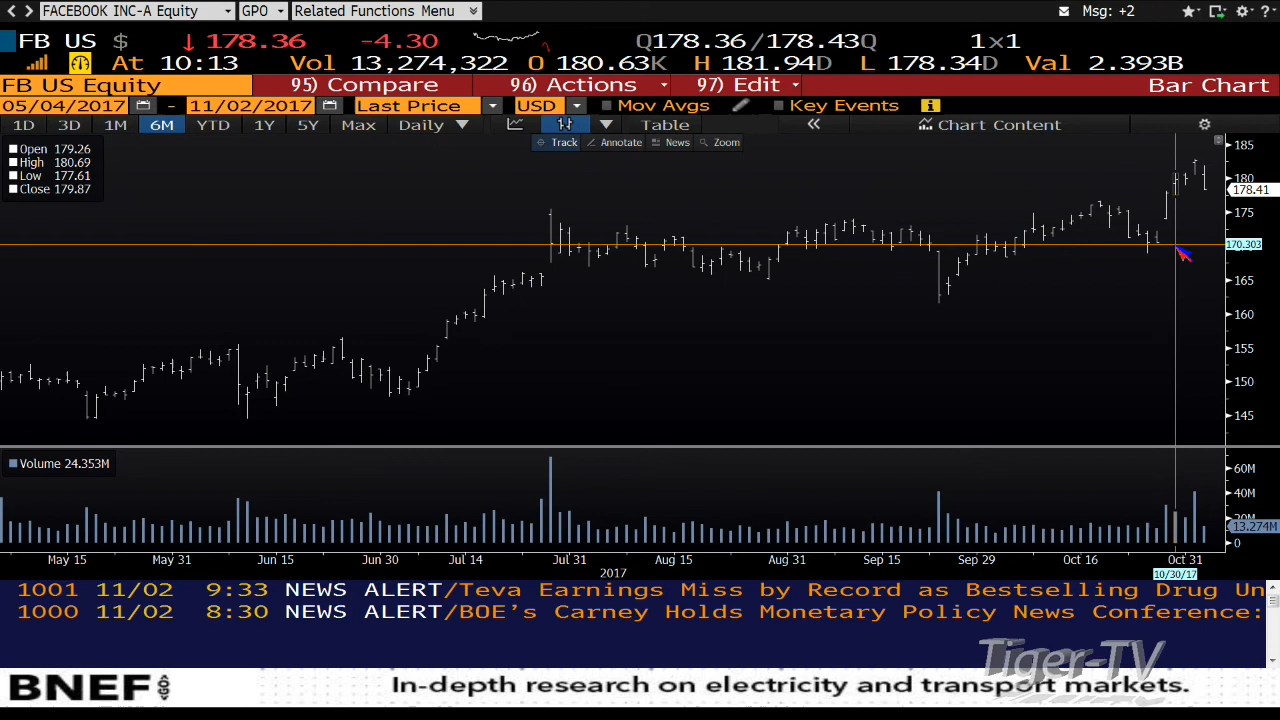 FACEBOOK INC-A Equity GPO Related Functions Menu Msg: +2
FB US $ ↓ 178.36 -4.30 Q178.36/178.43Q 1×1
At 10:13 Vol 13,274,322 O 180.63K H 181.94D L 178.34D Val 2.393B
FB US Equity 95) Compare 96) Actions 97) Edit Bar Chart
05/04/2017 - 11/02/2017 Last Price USD Mov Avgs Key Events
1D 3D 1M 6M YTD 1Y 5Y Max Daily Table « Chart Content
Track Annotate News Zoom
Open 179.26
High 180.69
Low 177.61
Close 179.87
185
180
178.41
175
170.303
165
160
155
150
145
Volume 24.353M
60M
40M
20M
13.274M
0
May 15 May 31 Jun 15 Jun 30 Jul 14 Jul 31 Aug 15 Aug 31 Sep 15 Sep 29 Oct 16 Oct 31
2017 10/30/17
1001 11/02 9:33 NEWS ALERT/Teva Earnings Miss by Record as Bestselling Drug Un
1000 11/02 8:30 NEWS ALERT/BOE's Carney Holds Monetary Policy News Conference:
Tiger-TV
BNEF In-depth research on electricity and transport markets.